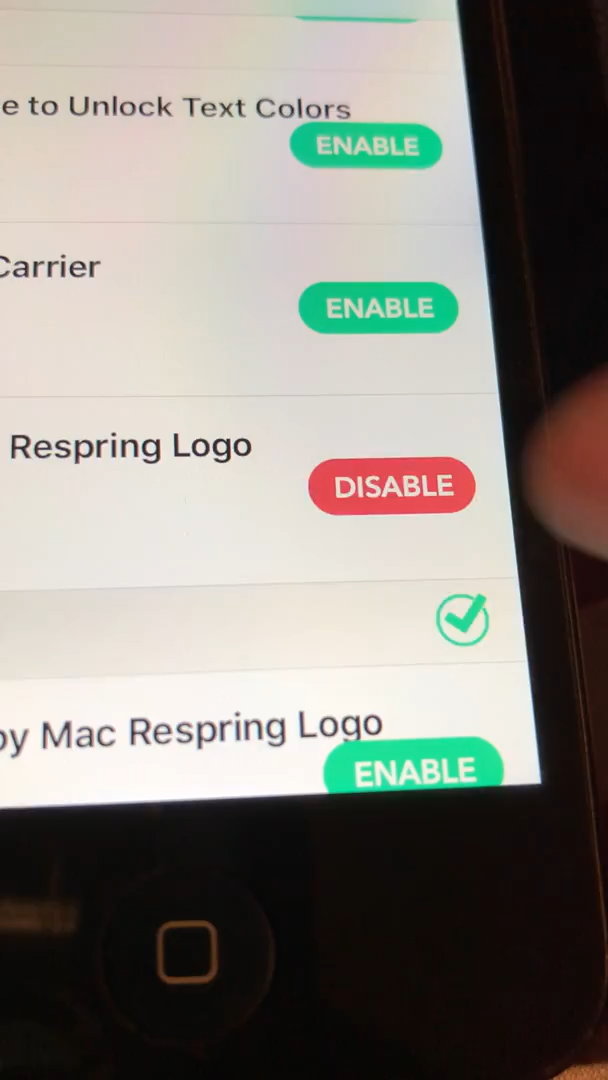 e to Unlock Text Colors
ENABLE
Carrier
ENABLE
Respring Logo
DISABLE
by Mac Respring Logo
ENABLE